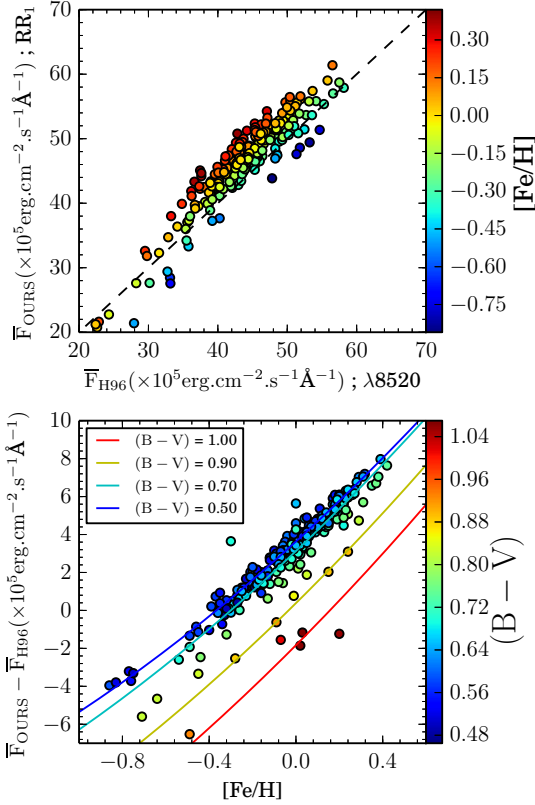 F̅OURS(×10⁵erg.cm⁻².s⁻¹Å⁻¹) ; RR₁
70
60
50
40
30
20
20 30 40 50 60 70
F̅H96(×10⁵erg.cm⁻².s⁻¹Å⁻¹) ; λ8520
0.30
0.15
0.00
−0.15
−0.30
−0.45
−0.60
−0.75
[Fe/H]
F̅OURS − F̅H96(×10⁵erg.cm⁻².s⁻¹Å⁻¹)
10
8
6
4
2
0
−2
−4
−6
(B − V) = 1.00
(B − V) = 0.90
(B − V) = 0.70
(B − V) = 0.50
−0.8 −0.4 0.0 0.4
[Fe/H]
1.04
0.96
0.88
0.80
0.72
0.64
0.56
0.48
(B − V)